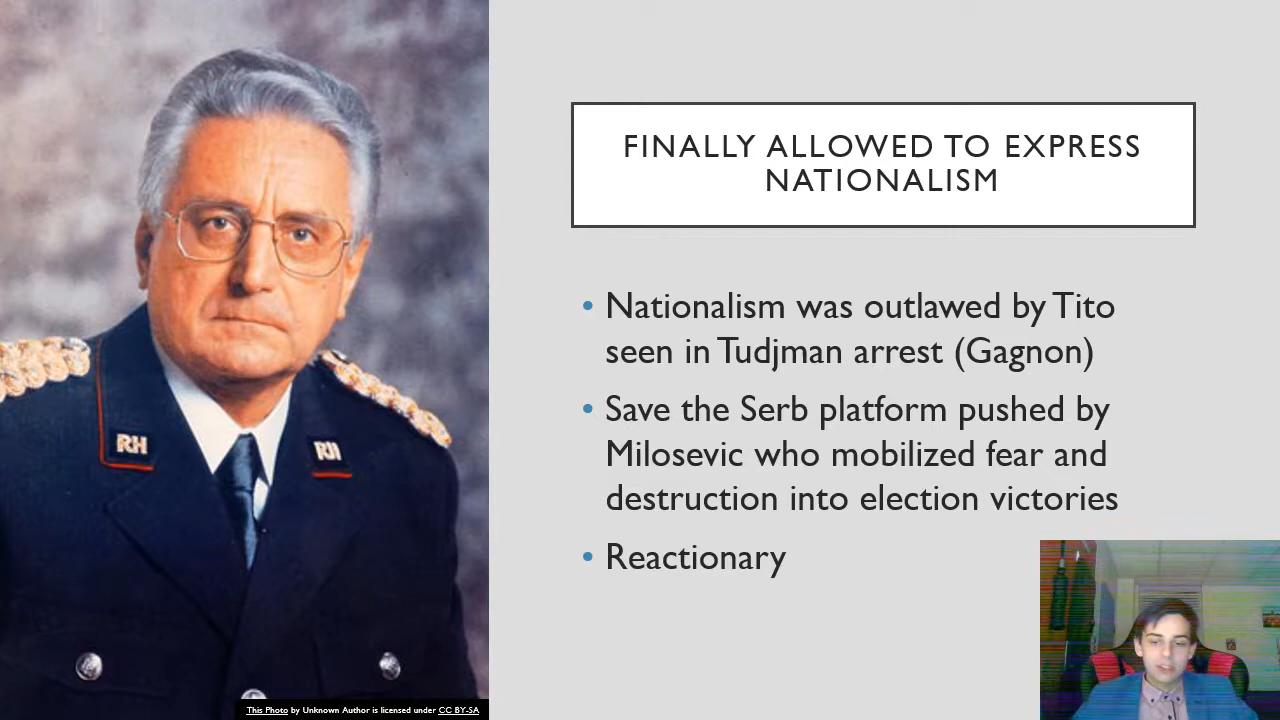 FINALLY ALLOWED TO EXPRESS
NATIONALISM
• Nationalism was outlawed by Tito
seen in Tudjman arrest (Gagnon)
• Save the Serb platform pushed by
Milosevic who mobilized fear and
destruction into election victories
• Reactionary
RH
RH
This Photo by Unknown Author is licensed under CC BY-SA